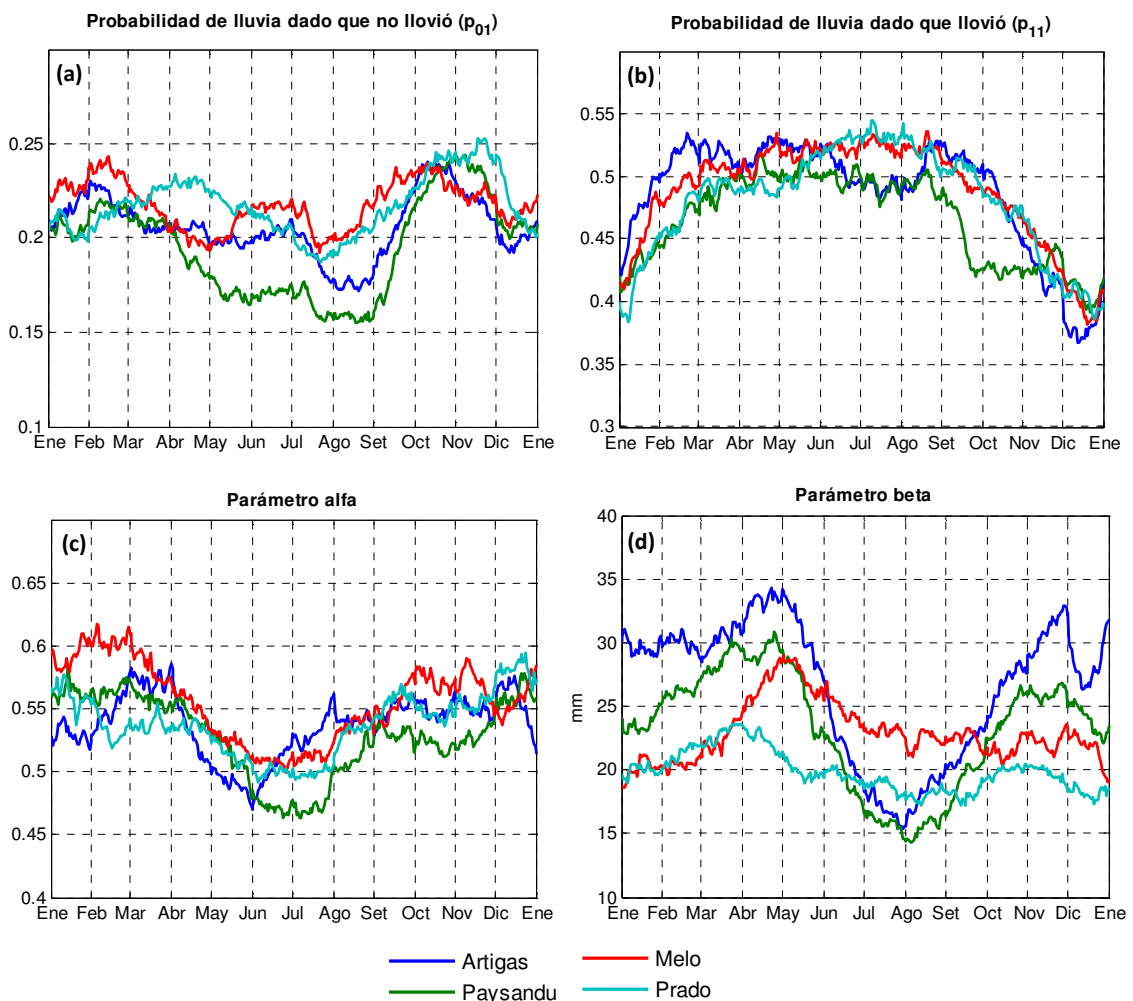 Probabilidad de lluvia dado que no llovió (p01)
(a)
0.25
0.2
0.15
0.1
Ene Feb Mar Abr May Jun Jul Ago Set Oct Nov Dic Ene
Probabilidad de lluvia dado que llovió (p11)
(b)
0.55
0.5
0.45
0.4
0.35
0.3
Ene Feb Mar Abr May Jun Jul Ago Set Oct Nov Dic Ene
Parámetro alfa
(c)
0.65
0.6
0.55
0.5
0.45
0.4
Ene Feb Mar Abr May Jun Jul Ago Set Oct Nov Dic Ene
Parámetro beta
(d)
40
35
30
25
20
15
10
mm
Ene Feb Mar Abr May Jun Jul Ago Set Oct Nov Dic Ene
Artigas
Melo
Paysandu
Prado